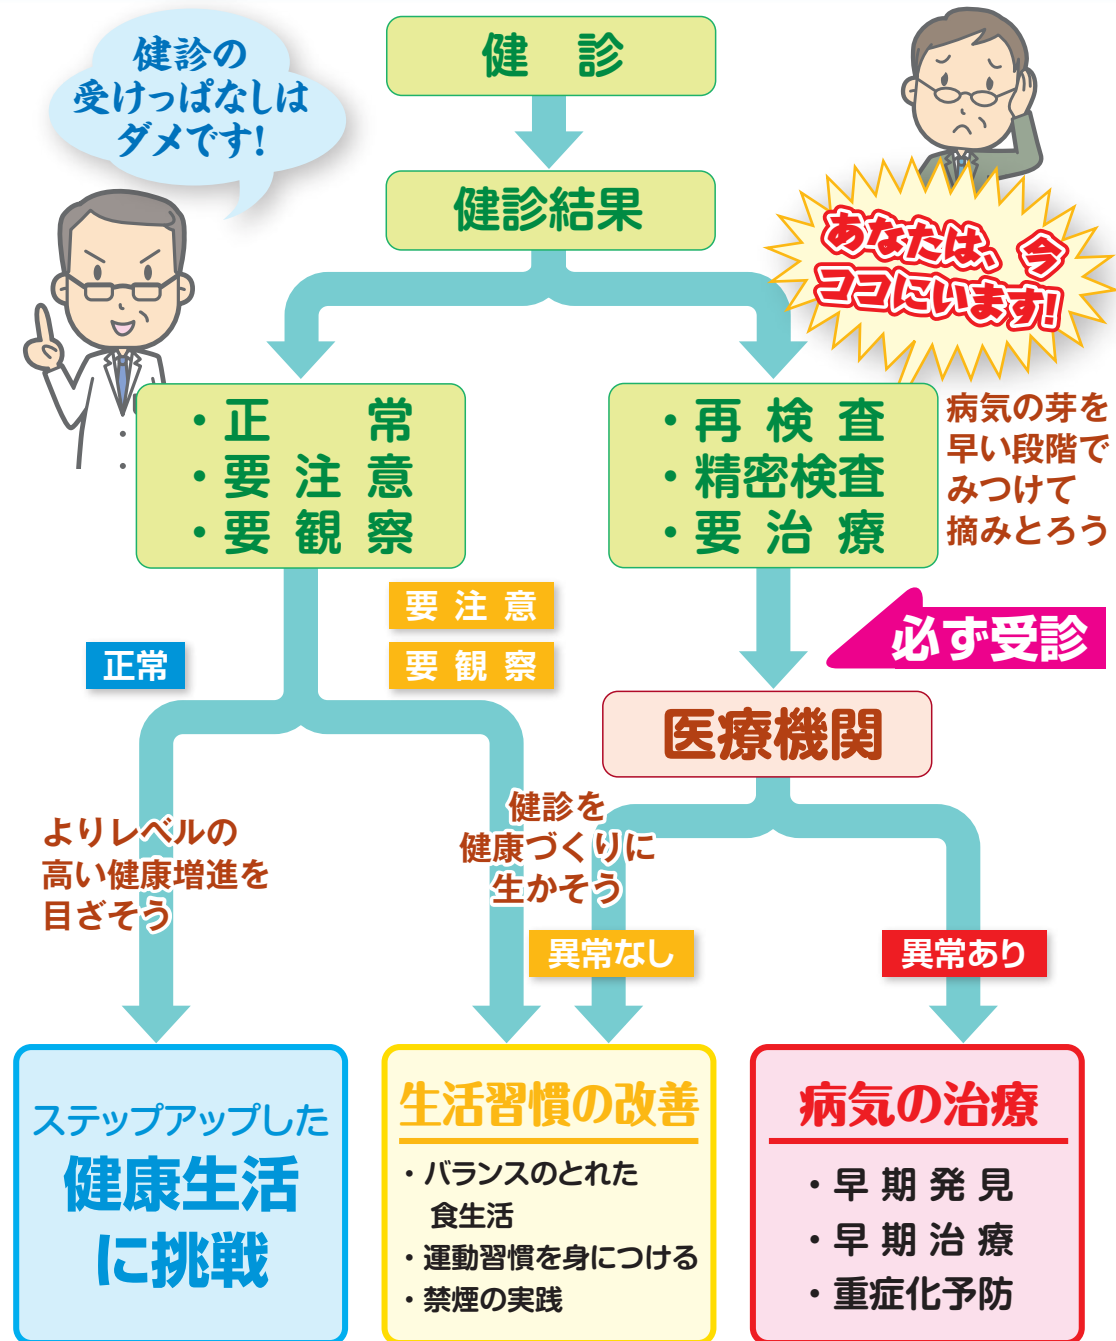 健診の
受けっぱなしは
ダメです!
健 診
健診結果
あなたは、今
ココにいます!
・正常
・要注意
・要観察
・再検査
・精密検査
・要治療
病気の芽を
早い段階で
みつけて
摘みとろう
要注意
要観察
正常
必ず受診
医療機関
よりレベルの
高い健康増進を
目ざそう
健診を
健康づくりに
生かそう
異常なし
異常あり
ステップアップした
健康生活
に挑戦
生活習慣の改善
・バランスのとれた
食生活
・運動習慣を身につける
・禁煙の実践
病気の治療
・早期発見
・早期治療
・重症化予防